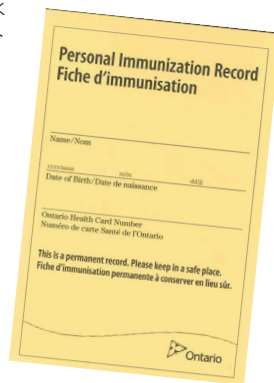 Personal Immunization Record
Fiche d'immunisation
Name/Nom
yyyy/aaaa mm/m dd/jj
Date of Birth/Date de naissance
Ontario Health Card Number
Numéro de carte Santé de l'Ontario
This is a permanent record. Please keep in a safe place.
Fiche d'immunisation permanente à conserver en lieu sûr.
Ontario